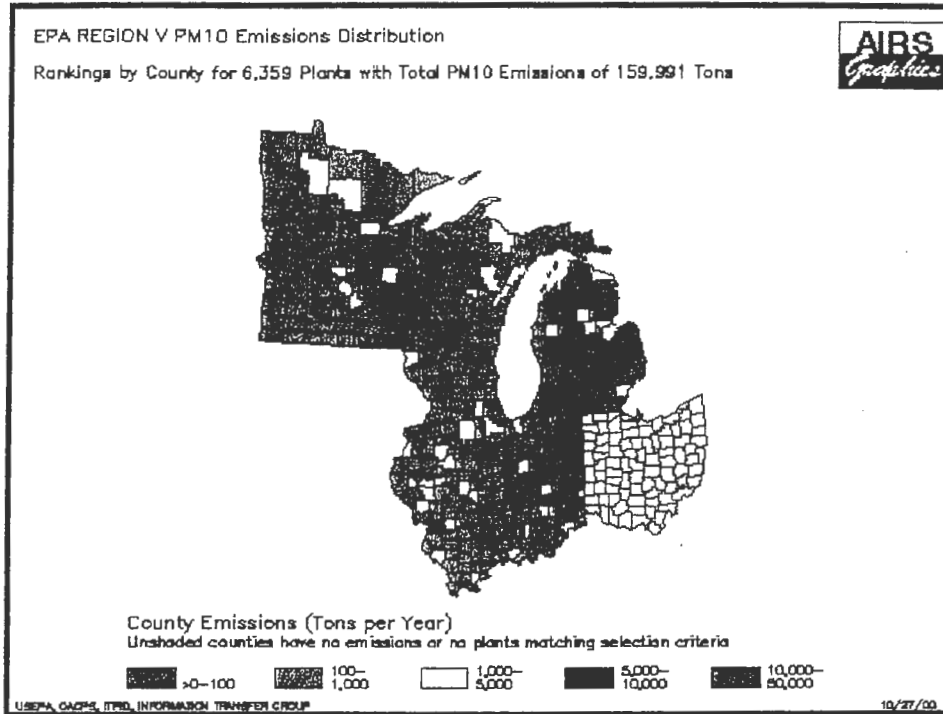 EPA REGION V PM10 Emissions Distribution
Rankings by County for 6,359 Plants with Total PM10 Emissions of 159,991 Tons
AIRS
Graphics
County Emissions (Tons per Year)
Unshaded counties have no emissions or no plants matching selection criteria
>0-100
100-
1,000
1,000-
5,000
5,000-
10,000
10,000-
50,000
USEPA, OAQPS, ITPID, INFORMATION TRANSFER GROUP
10/27/00